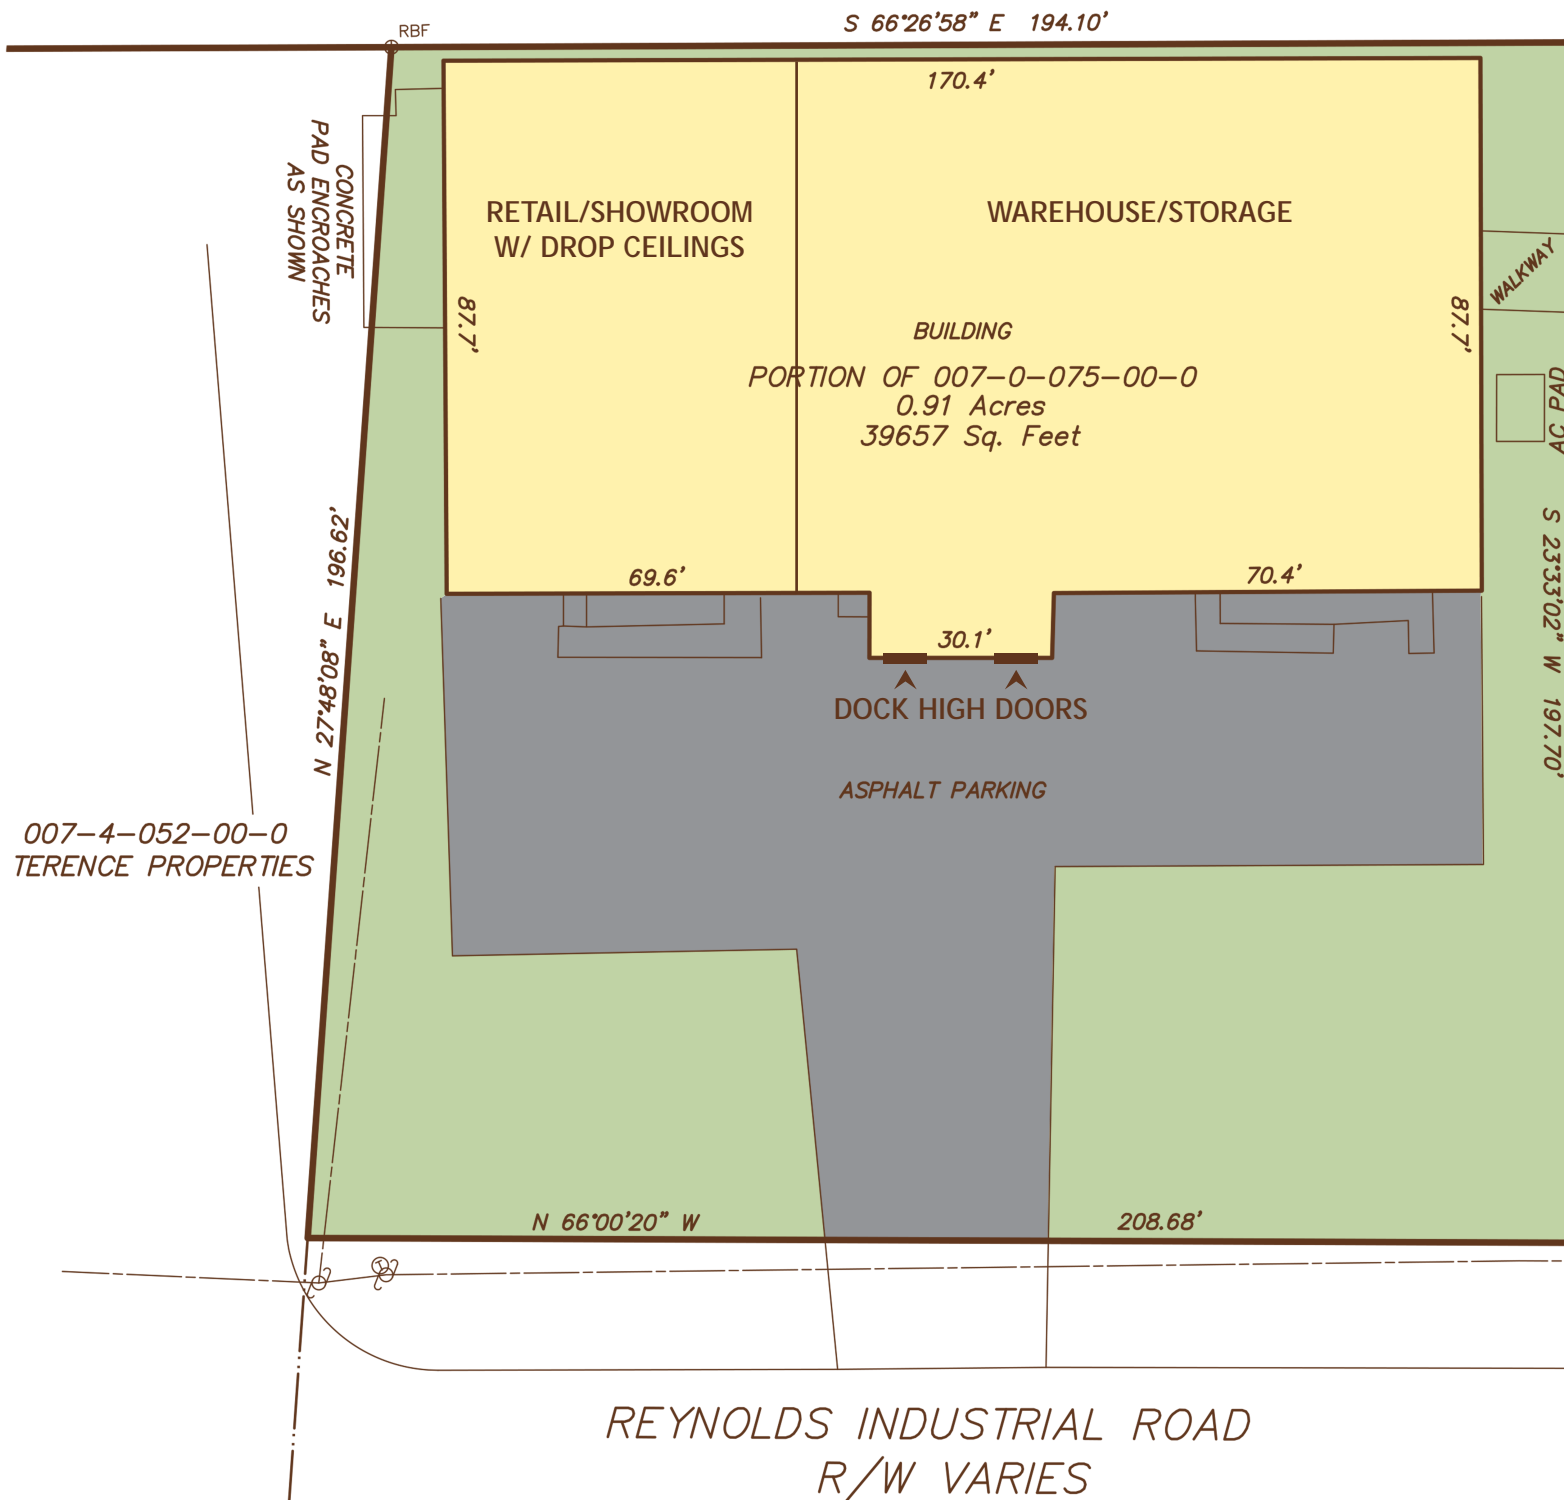 S 66°26'58" E 194.10'
RBF
170.4'
CONCRETE
PAD ENCROACHES
AS SHOWN
RETAIL/SHOWROOM
W/ DROP CEILINGS
WAREHOUSE/STORAGE
WALKWAY
87.7'
87.7'
BUILDING
PORTION OF 007-0-075-00-0
0.91 Acres
39657 Sq. Feet
AC PAD
N 27°48'08" E 196.62'
S 23°33'02" W 197.70'
69.6'
70.4'
30.1'
DOCK HIGH DOORS
ASPHALT PARKING
007-4-052-00-0
TERENCE PROPERTIES
N 66°00'20" W
208.68'
T
REYNOLDS INDUSTRIAL ROAD
R/W VARIES